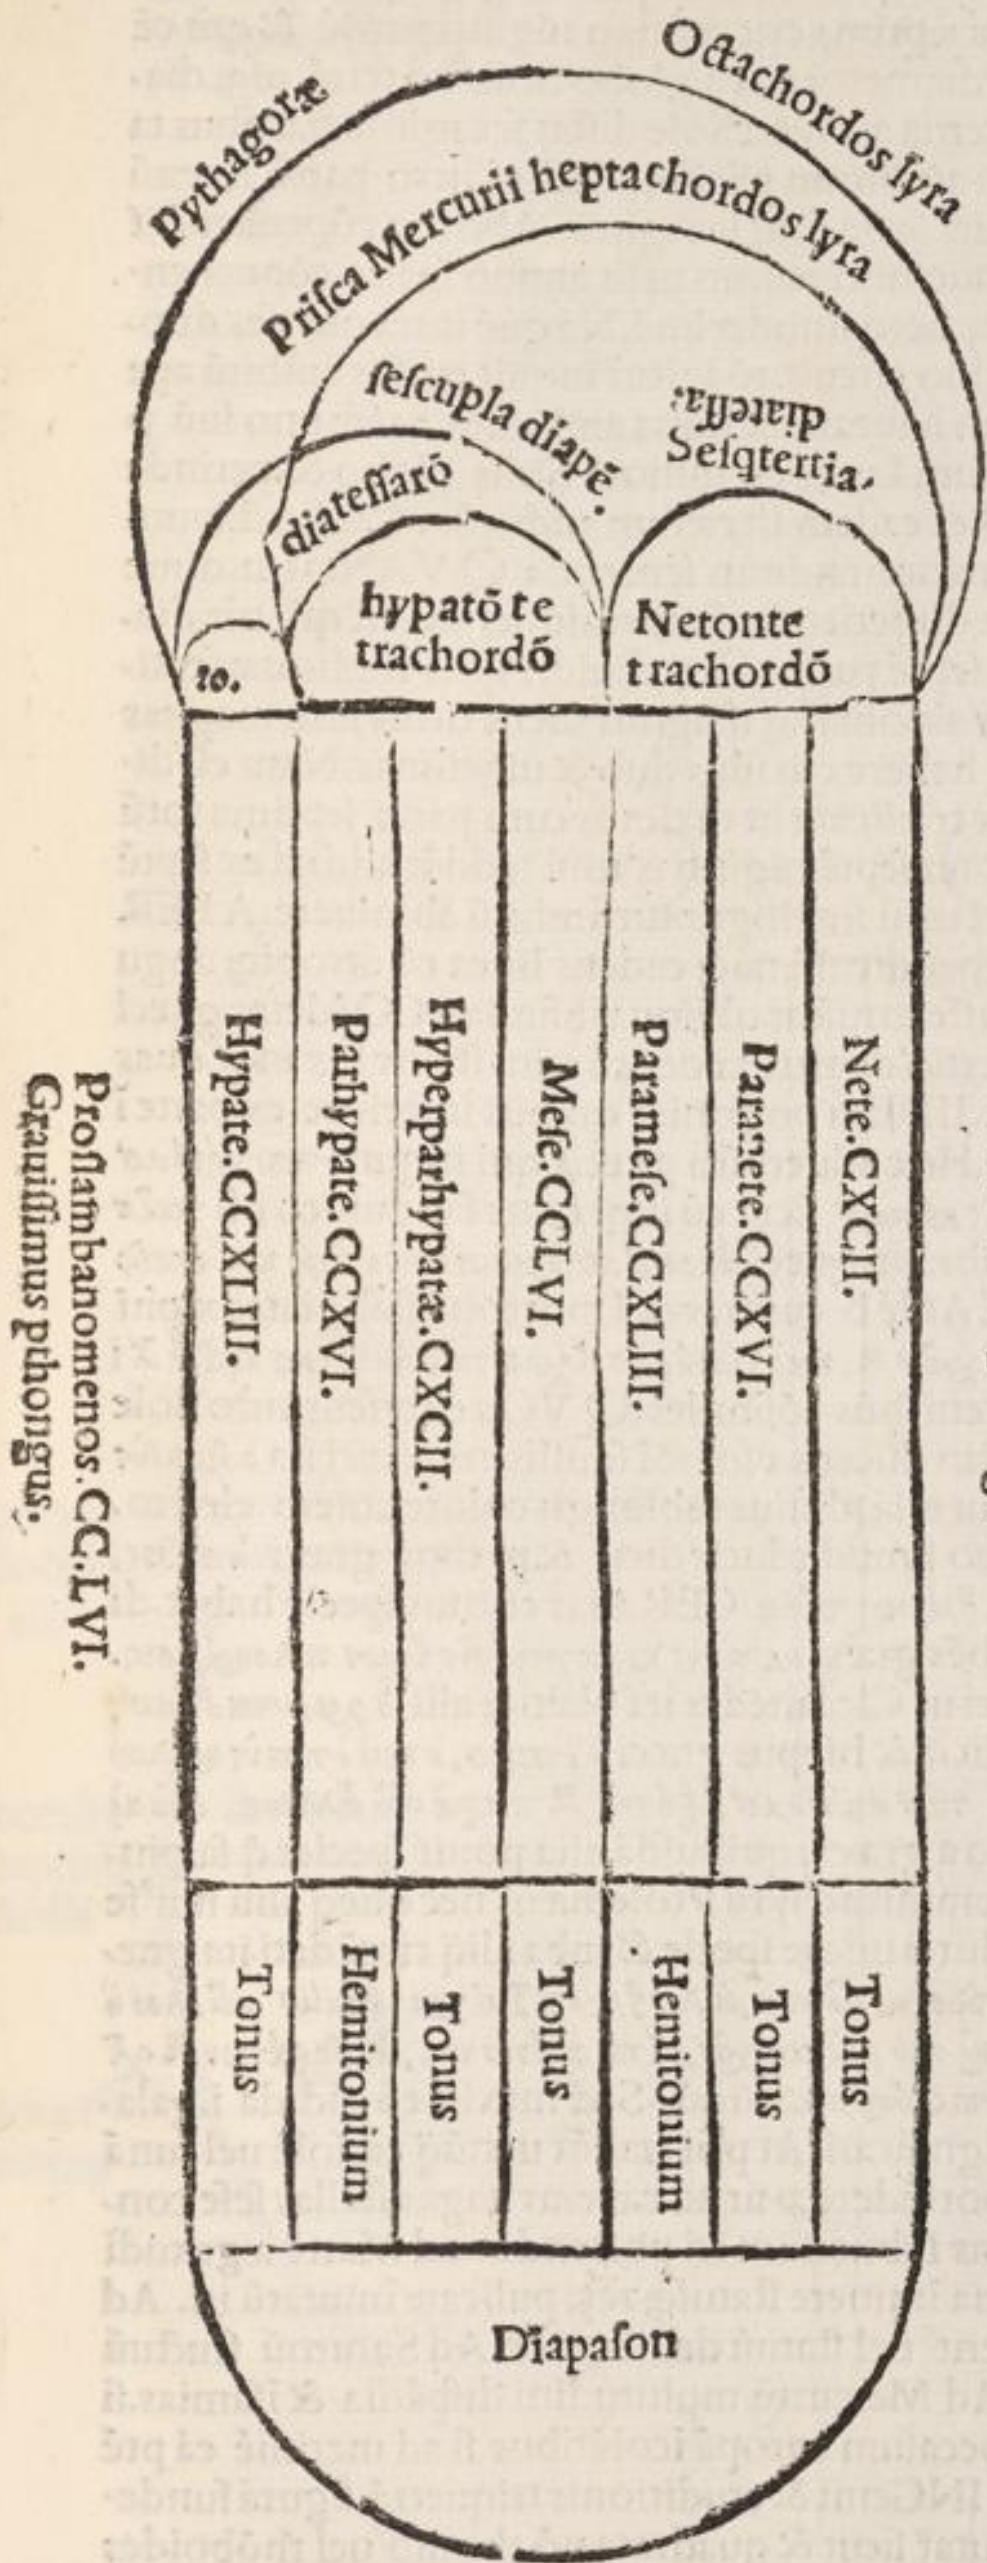 Pythagoræ
Octachordos lyra
Priſca Mercurii heptachordos lyra
ſeſcupla diapē.
diateſſa:
Seſqtertia,
diateſſarō
hypatō te
trachordō
Netonte
trachordō
to.
Proſlambanomenos.CC.LVI.
Grauiſſimus pthongus.
Hypate.CCXLIII.
Parhypate.CCXVI.
Hyperparhypatæ.CXCII.
Meſe.CCLVI.
Parameſe.CCXLIII.
Paranete.CCXVI.
Nete.CXCII.
Tonus
Hemitonium
Tonus
Tonus
Hemitonium
Tonus
Tonus
Diapaſon